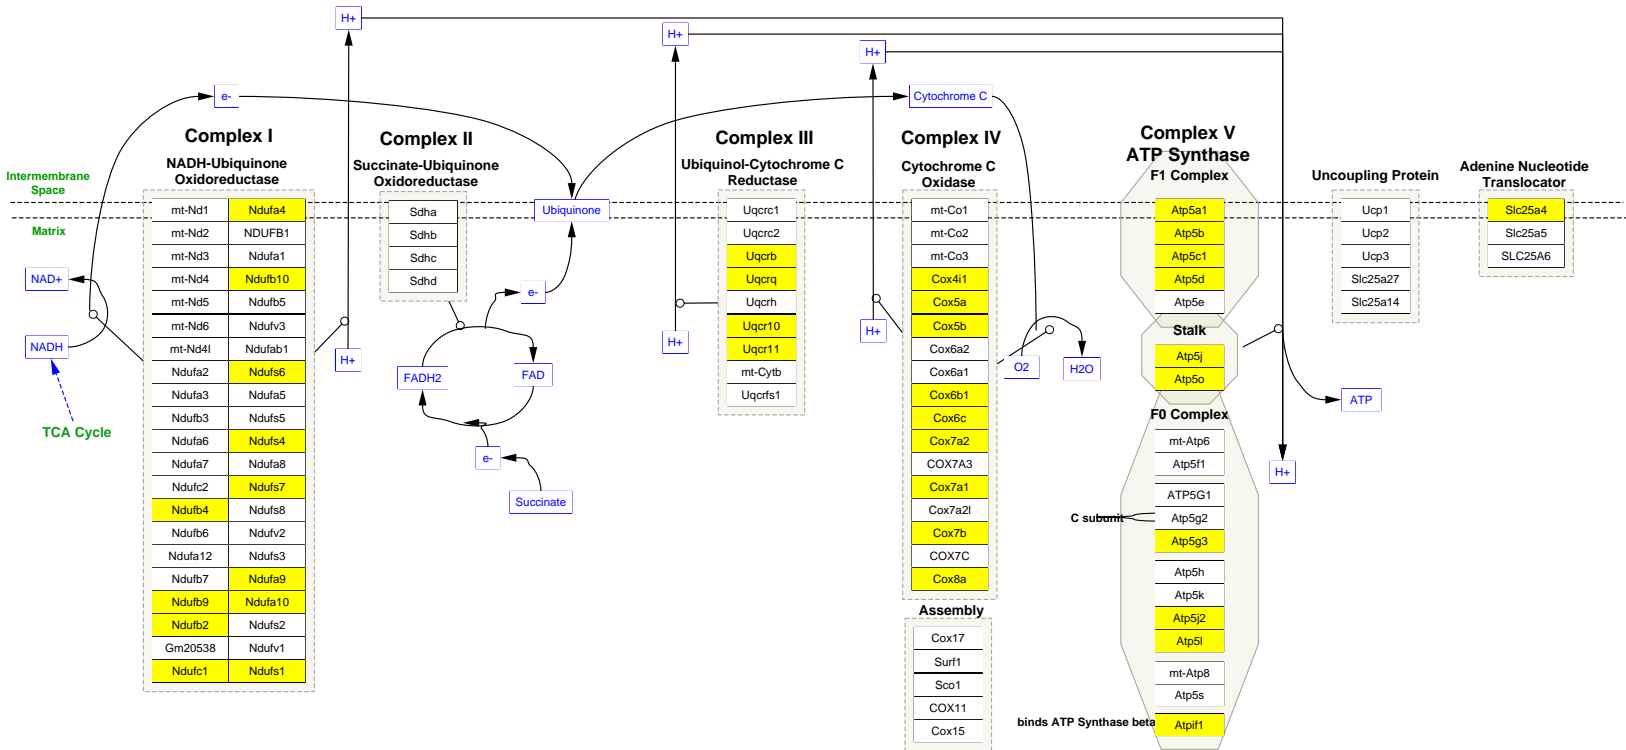 H+
H+
H+
e-
Cytochrome C
Complex I
NADH-Ubiquinone
Oxidoreductase
Complex II
Succinate-Ubiquinone
Oxidoreductase
Complex III
Ubiquinol-Cytochrome C
Reductase
Complex IV
Cytochrome C
Oxidase
Complex V
ATP Synthase
F1 Complex
Uncoupling Protein
Adenine Nucleotide
Translocator
Intermembrane
Space
Matrix
NAD+
NADH
TCA Cycle
mt-Nd1
Ndufa4
mt-Nd2
NDUFB1
mt-Nd3
Ndufa1
mt-Nd4
Ndufb10
mt-Nd5
Ndufb5
mt-Nd6
Ndufv3
mt-Nd4l
Ndufab1
Ndufa2
Ndufs6
Ndufa3
Ndufa5
Ndufb3
Ndufs5
Ndufa6
Ndufs4
Ndufa7
Ndufa8
Ndufc2
Ndufs7
Ndufb4
Ndufs8
Ndufb6
Ndufv2
Ndufa12
Ndufs3
Ndufb7
Ndufa9
Ndufb9
Ndufa10
Ndufb2
Ndufs2
Gm20538
Ndufv1
Ndufc1
Ndufs1
H+
Sdha
Sdhb
Sdhc
Sdhd
Ubiquinone
e-
FADH2
FAD
e-
Succinate
H+
Uqcrc1
Uqcrc2
Uqcrb
Uqcrq
Uqcrh
Uqcr10
Uqcr11
mt-Cytb
Uqcrfs1
H+
mt-Co1
mt-Co2
mt-Co3
Cox4i1
Cox5a
Cox5b
Cox6a2
Cox6a1
Cox6b1
Cox6c
Cox7a2
COX7A3
Cox7a1
Cox7a2l
Cox7b
COX7C
Cox8a
Assembly
Cox17
Surf1
Sco1
COX11
Cox15
O2
H2O
Atp5a1
Atp5b
Atp5c1
Atp5d
Atp5e
Stalk
Atp5j
Atp5o
F0 Complex
mt-Atp6
Atp5f1
ATP5G1
C subunit
Atp5g2
Atp5g3
Atp5h
Atp5k
Atp5j2
Atp5l
mt-Atp8
Atp5s
binds ATP Synthase beta
Atpif1
H+
ATP
Ucp1
Ucp2
Ucp3
Slc25a27
Slc25a14
Slc25a4
Slc25a5
SLC25A6